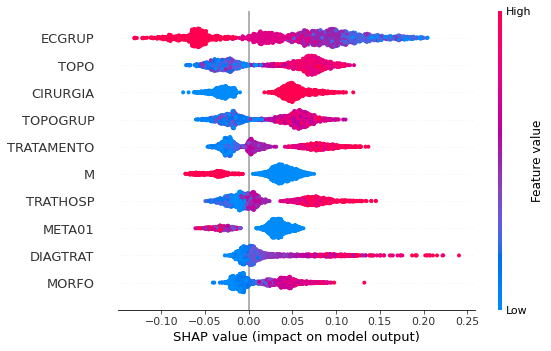 High
ECGRUP
TOPO
CIRURGIA
TOPOGRUP
TRATAMENTO
M
TRATHOSP
META01
DIAGTRAT
MORFO
Feature value
Low
−0.10 −0.05 0.00 0.05 0.10 0.15 0.20 0.25
SHAP value (impact on model output)